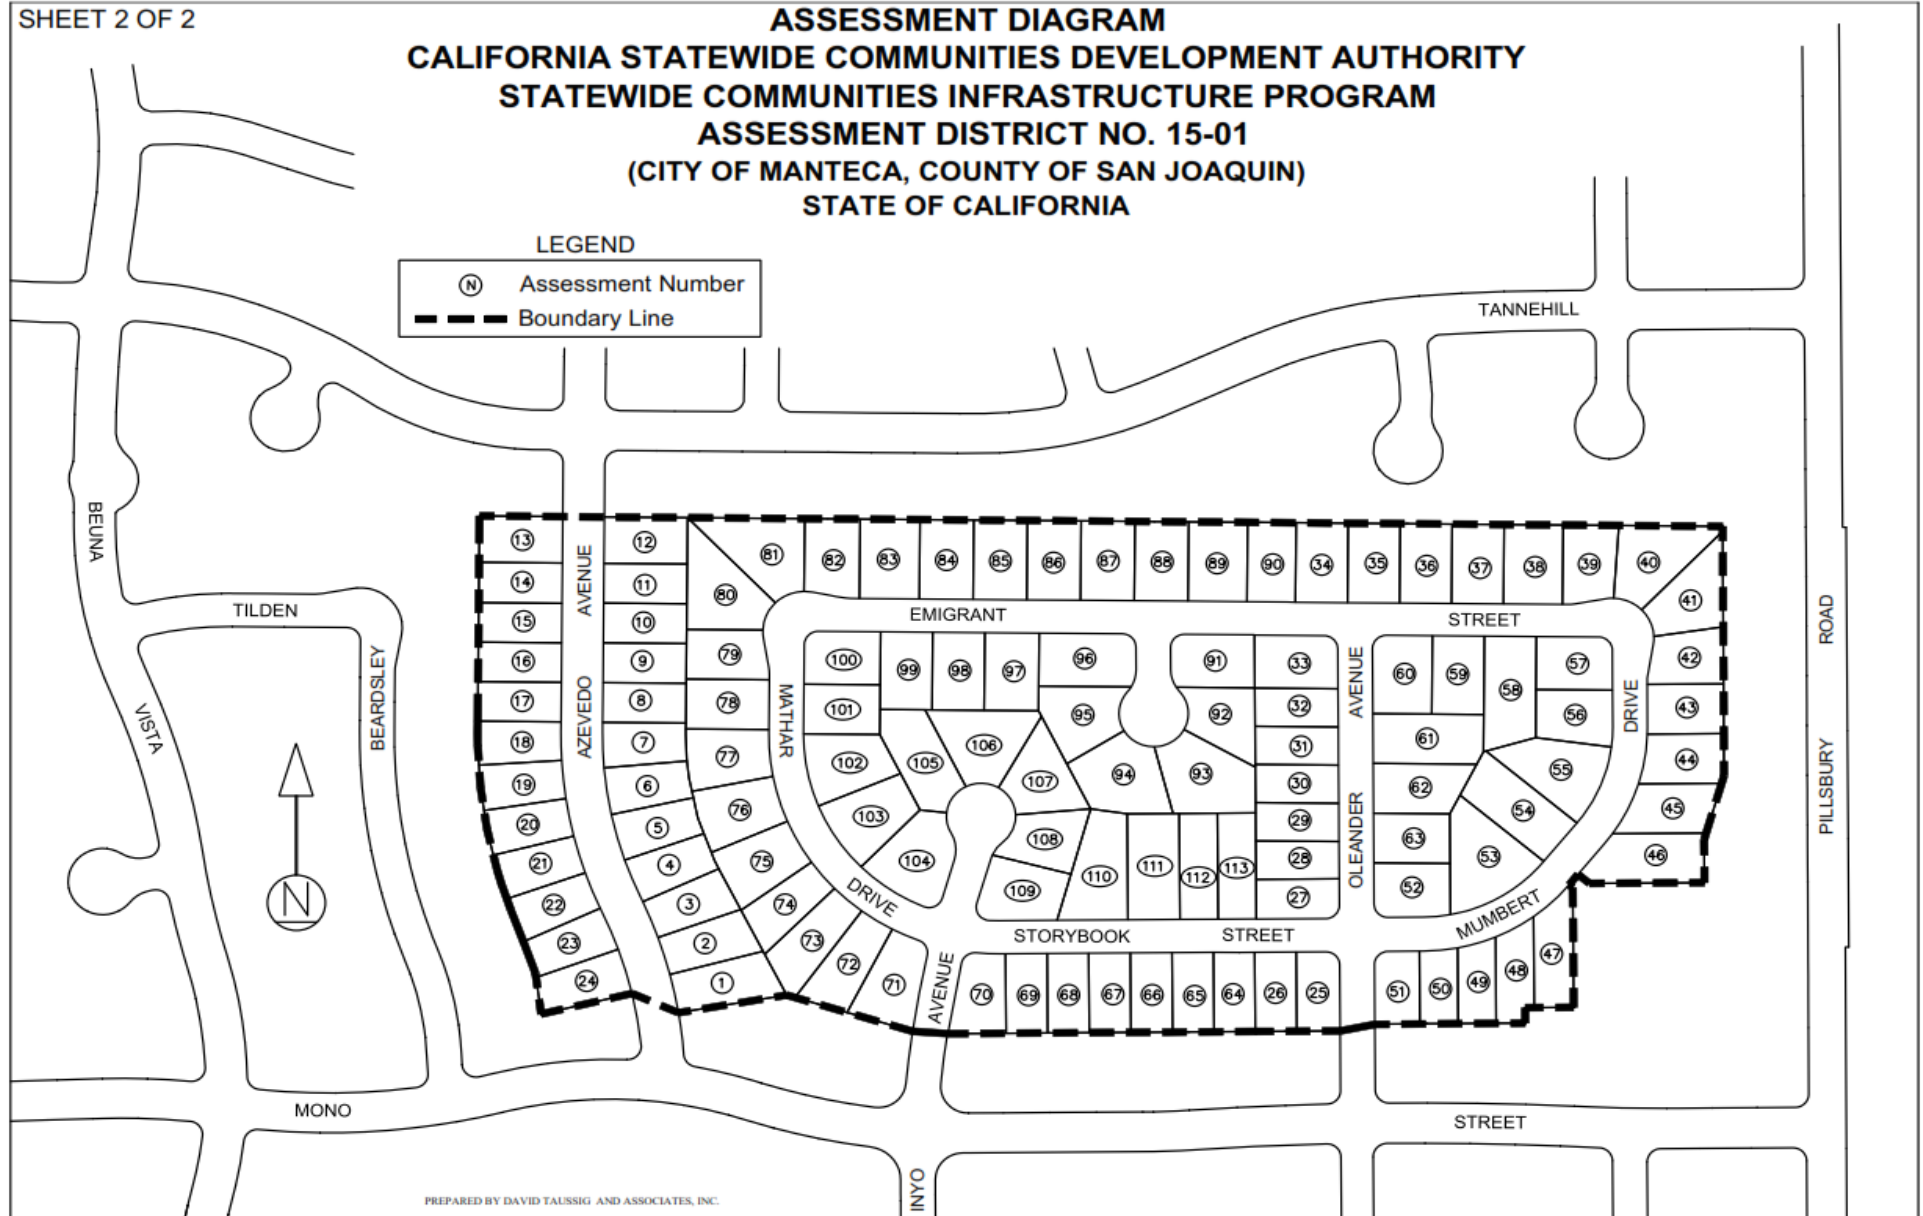 SHEET 2 OF 2
ASSESSMENT DIAGRAM
CALIFORNIA STATEWIDE COMMUNITIES DEVELOPMENT AUTHORITY
STATEWIDE COMMUNITIES INFRASTRUCTURE PROGRAM
ASSESSMENT DISTRICT NO. 15-01
(CITY OF MANTECA, COUNTY OF SAN JOAQUIN)
STATE OF CALIFORNIA
LEGEND
N Assessment Number
Boundary Line
TANNEHILL
BEUNA
VISTA
TILDEN
BEARDSLEY
AZEVEDO AVENUE
MATHAR
DRIVE
EMIGRANT STREET
OLEANDER AVENUE
DRIVE
MUMBERT
PILLSBURY ROAD
STORYBOOK STREET
AVENUE
INYO
MONO STREET
N
13
14
15
16
17
18
19
20
21
22
23
24
12
11
10
9
8
7
6
5
4
3
2
1
81 82 83 84 85 86 87 88 89 90 34 35 36 37 38 39 40
80
79
78
77
76
75
74
73
72
71
41
42
43
44
45
46
100 99 98 97 96 91 33
101 95 92 32
102 105 106 107 94 93 31
103 30
104 108 29
109 110 111 112 113 28
27
60 59 58 57
56
61
62 55
54
63 53
52
70 69 68 67 66 65 64 26 25
51 50 49 48 47
PREPARED BY DAVID TAUSSIG AND ASSOCIATES, INC.